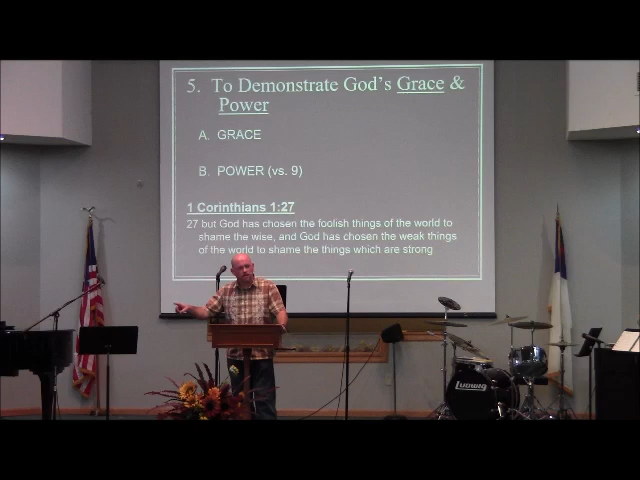 5. To Demonstrate God's Grace &
Power
A. GRACE
B. POWER (vs. 9)
1 Corinthians 1:27
27 but God has chosen the foolish things of the world to
shame the wise, and God has chosen the weak things
of the world to shame the things which are strong
LUDWIG